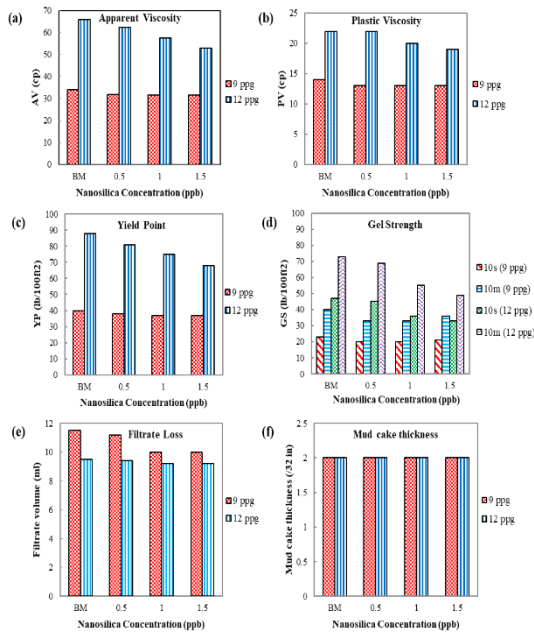 (a)
Apparent Viscosity
70
60
50
40
30
20
10
0
AV (cp)
BM 0.5 1 1.5
Nanosilica Concentration (ppb)
9 ppg
12 ppg
(b)
Plastic Viscosity
25
20
15
10
5
0
PV (cp)
BM 0.5 1 1.5
Nanosilica Concentration (ppb)
9 ppg
12 ppg
(c)
Yield Point
100
90
80
70
60
50
40
30
20
10
0
YP (lb/100ft2)
BM 0.5 1 1.5
Nanosilica Concentration (ppb)
9 ppg
12 ppg
(d)
Gel Strength
100
90
80
70
60
50
40
30
20
10
0
GS (lb/100ft2)
BM 0.5 1 1.5
Nanosilica Concentration (ppb)
10s (9 ppg)
10m (9 ppg)
10s (12 ppg)
10m (12 ppg)
(e)
Filtrate Loss
12
10
8
6
4
2
0
Filtrate volume (ml)
BM 0.5 1 1.5
Nanosilica Concentration (ppb)
9 ppg
12 ppg
(f)
Mud cake thickness
2.5
2
1.5
1
0.5
0
Mud cake thickness (/32 in)
BM 0.5 1 1.5
Nanosilica Concentration (ppb)
9 ppg
12 ppg